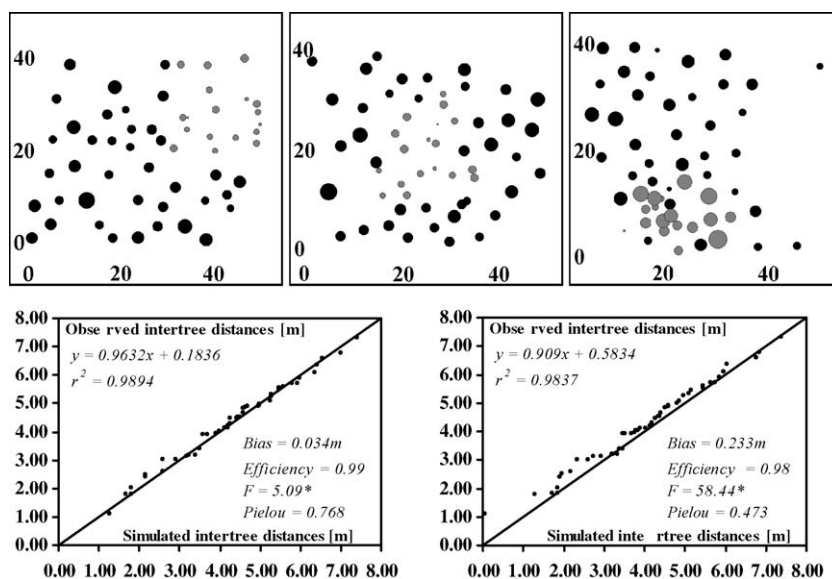 40
20
0
0 20 40
40
20
0
0 20 40
40
20
0
20 40
8.00
7.00
6.00
5.00
4.00
3.00
2.00
1.00
0.00
0.00 1.00 2.00 3.00 4.00 5.00 6.00 7.00 8.00
Obse rved intertree distances [m]
y = 0.9632x + 0.1836
r² = 0.9894
Bias = 0.034m
Efficiency = 0.99
F = 5.09*
Pielou = 0.768
Simulated intertree distances [m]
8.00
7.00
6.00
5.00
4.00
3.00
2.00
1.00
0.00
0.00 1.00 2.00 3.00 4.00 5.00 6.00 7.00 8.00
Obse rved intertree distances [m]
y = 0.909x + 0.5834
r² = 0.9837
Bias = 0.233m
Efficiency = 0.98
F = 58.44*
Pielou = 0.473
Simulated inte rtree distances [m]